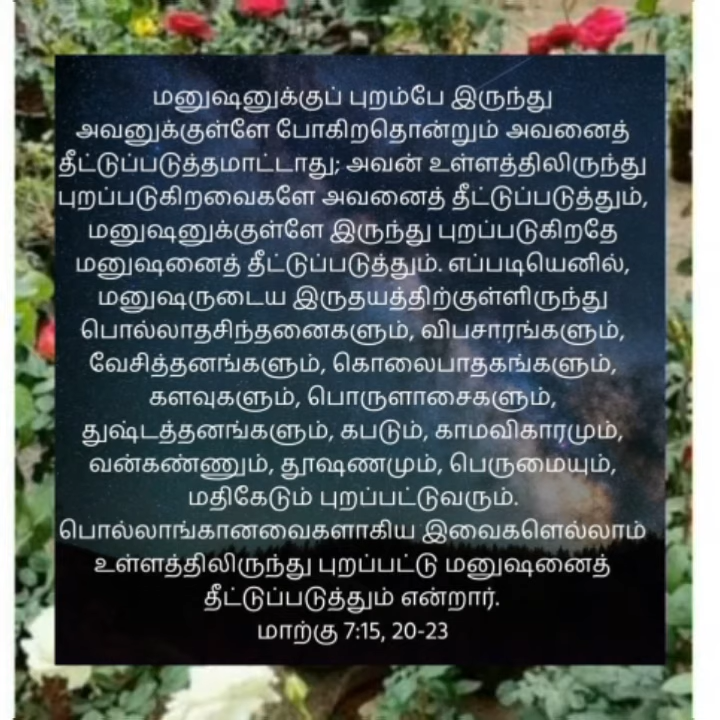 மனுஷனுக்குப் புறம்பே இருந்து
அவனுக்குள்ளே போகிறதொன்றும் அவனைத்
தீட்டுப்படுத்தமாட்டாது; அவன் உள்ளத்திலிருந்து
புறப்படுகிறவைகளே அவனைத் தீட்டுப்படுத்தும்,
மனுஷனுக்குள்ளே இருந்து புறப்படுகிறதே
மனுஷனைத் தீட்டுப்படுத்தும். எப்படியெனில்,
மனுஷருடைய இருதயத்திற்குள்ளிருந்து
பொல்லாதசிந்தனைகளும், விபசாரங்களும்,
வேசித்தனங்களும், கொலைபாதகங்களும்,
களவுகளும், பொருளாசைகளும்,
துஷ்டத்தனங்களும், கபடும், காமவிகாரமும்,
வன்கண்ணும், தூஷணமும், பெருமையும்,
மதிகேடும் புறப்பட்டுவரும்.
பொல்லாங்கானவைகளாகிய இவைகளெல்லாம்
உள்ளத்திலிருந்து புறப்பட்டு மனுஷனைத்
தீட்டுப்படுத்தும் என்றார்.
மாற்கு 7:15, 20-23